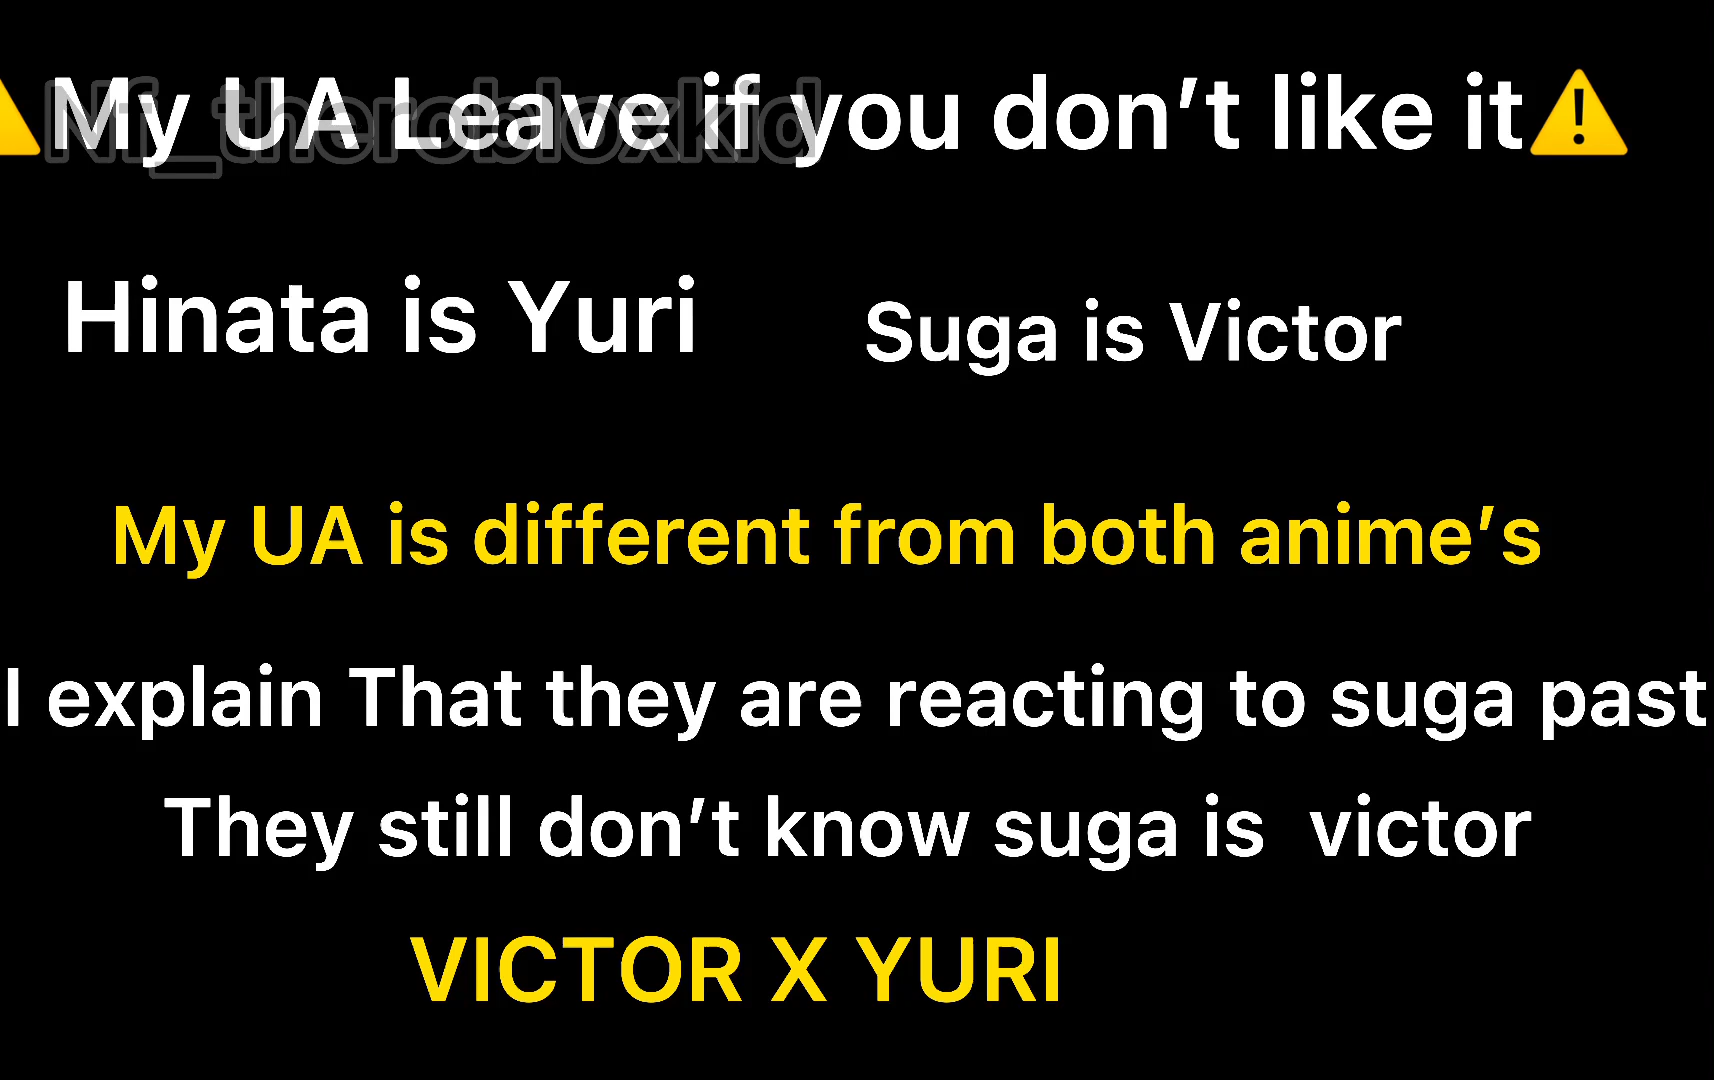 ⚠️My UA Leave if you don’t like it⚠️
Nfj_therobloxkid
Hinata is Yuri
Suga is Victor
My UA is different from both anime’s
I explain That they are reacting to suga past
They still don’t know suga is victor
VICTOR X YURI